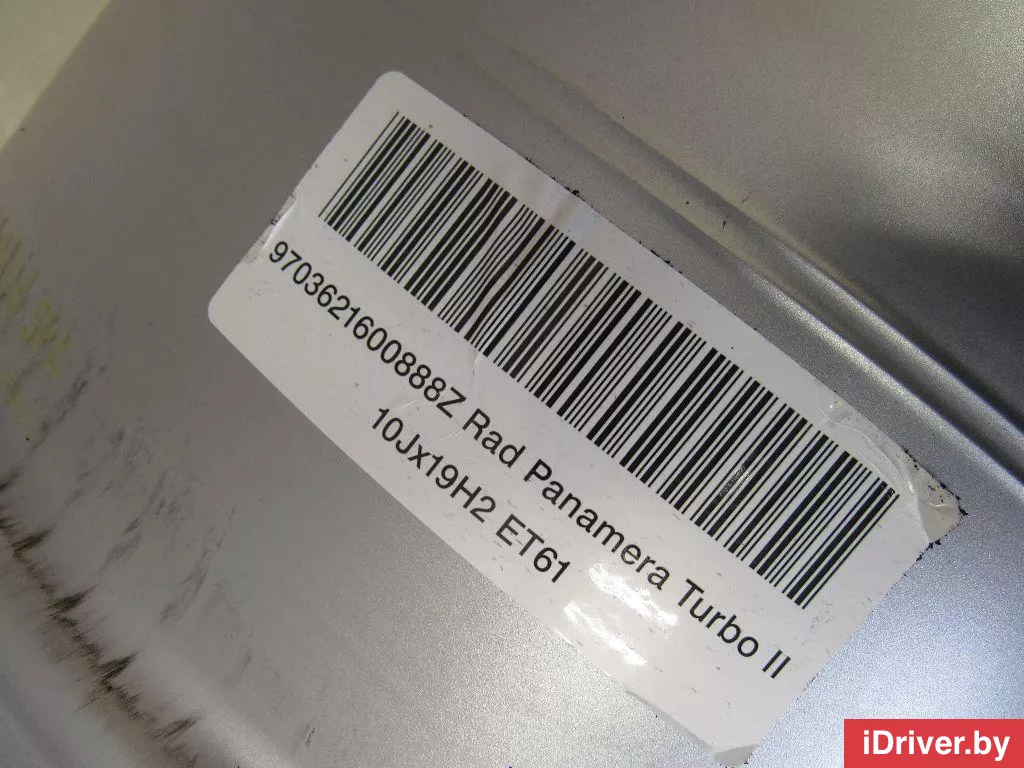 9703621600888Z Rad Panamera Turbo II
10Jx19H2 ET61
iDriver.by